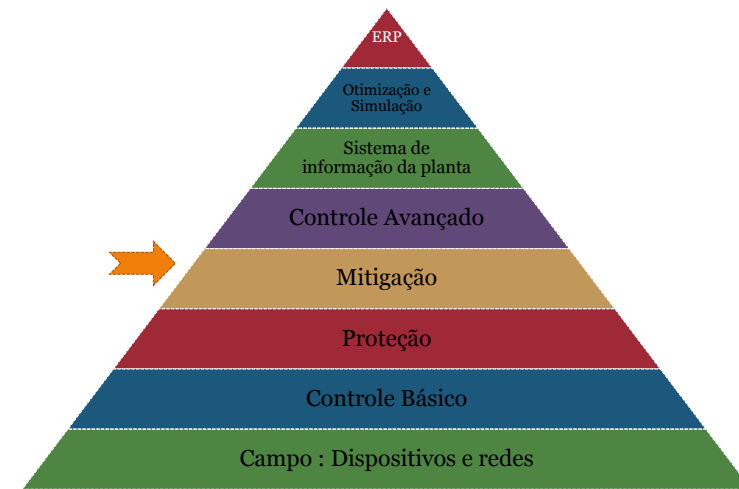 ERP
Otimização e
Simulação
Sistema de
informação da planta
Controle Avançado
Mitigação
Proteção
Controle Básico
Campo : Dispositivos e redes